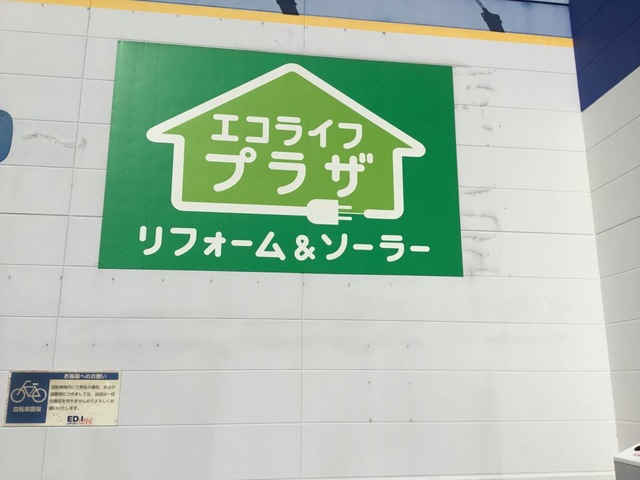 エコライフ
プラザ
リフォーム&ソーラー
お客様へのお願い
自転車置場
EDION